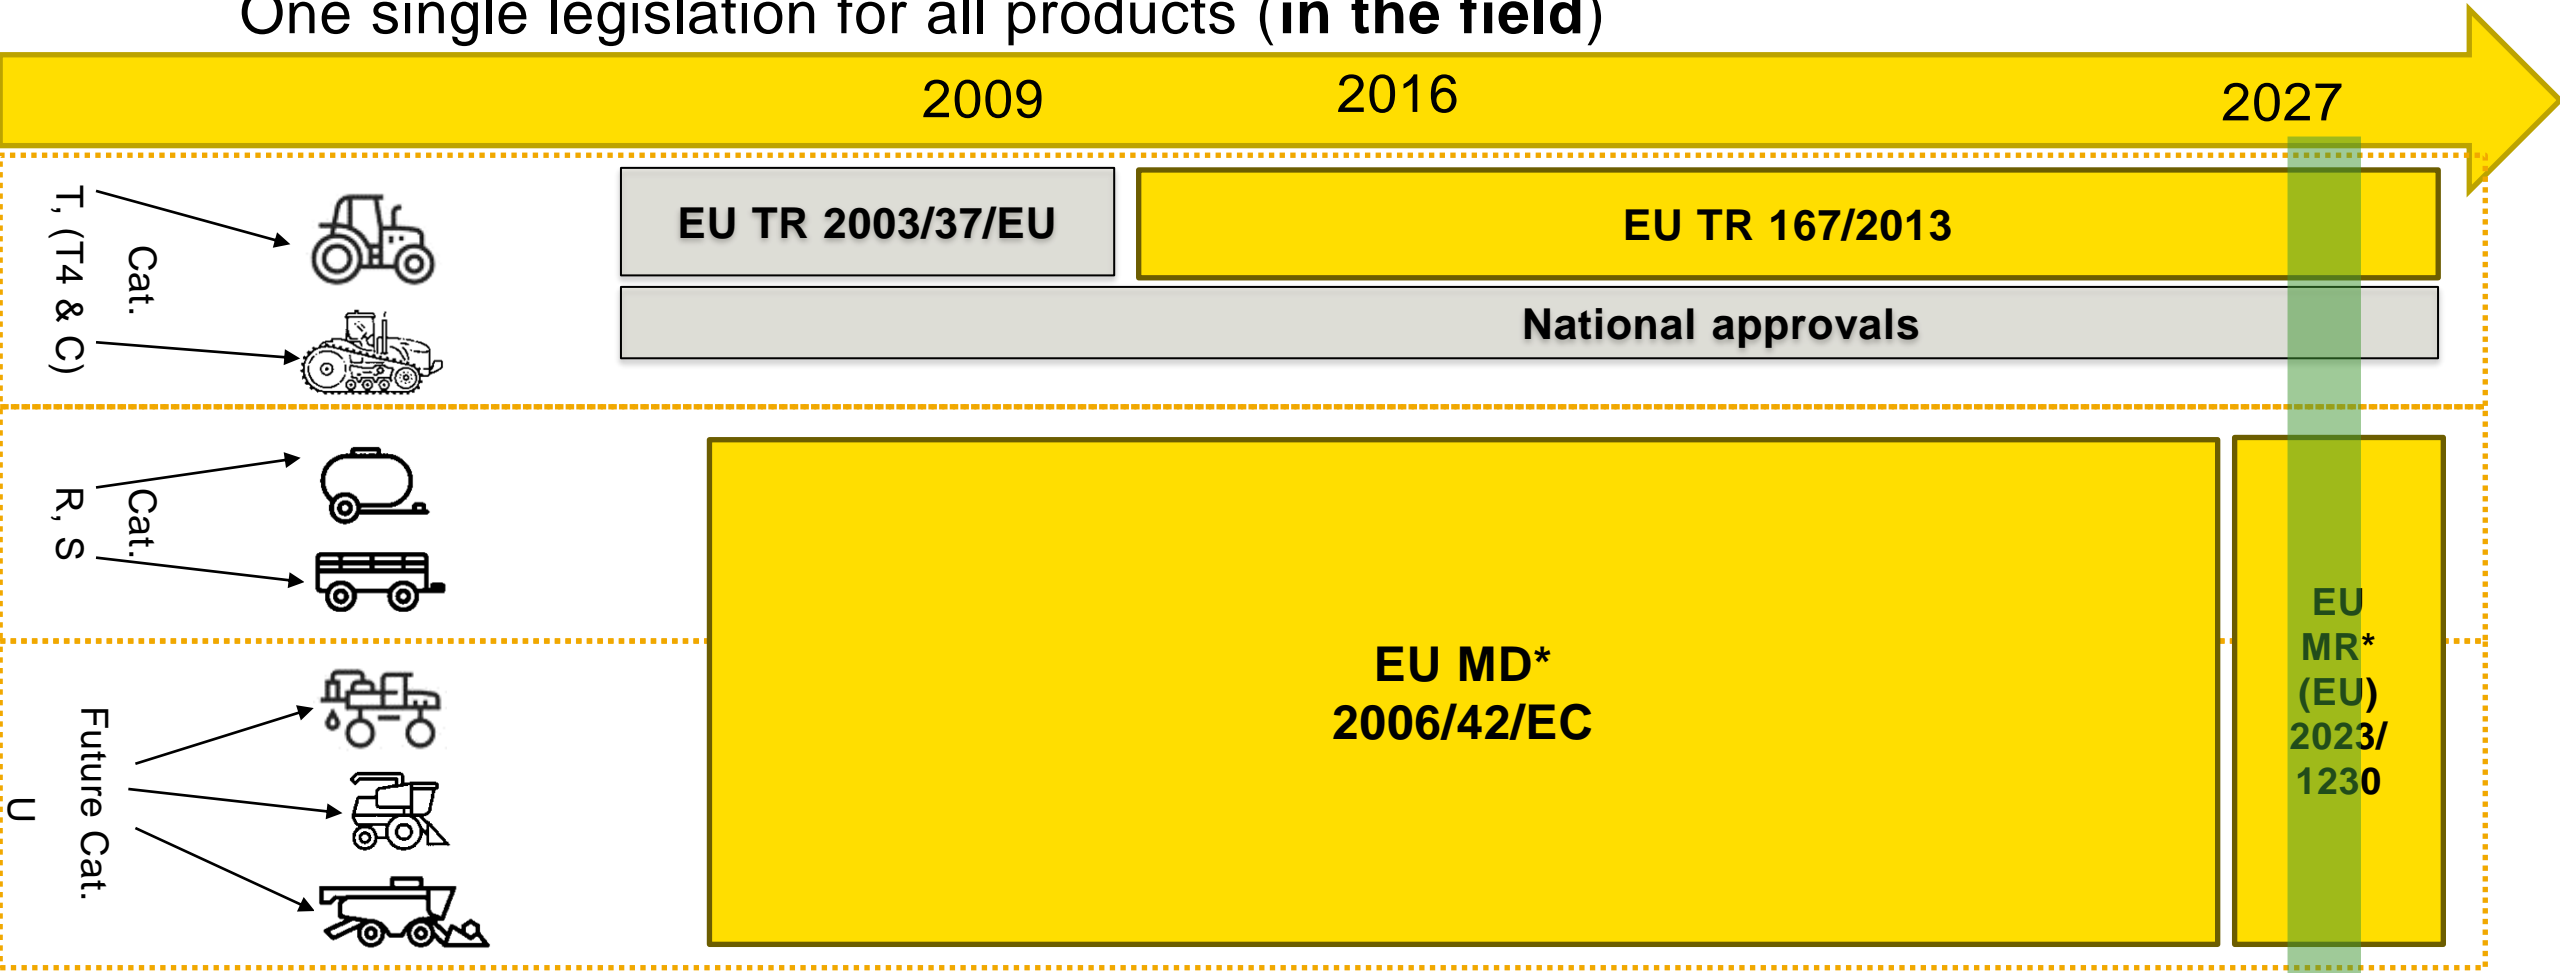 One single legislation for all products (in the field)
2009
2016
2027
Cat.
T, (T4 & C)
EU TR 2003/37/EU
EU TR 167/2013
National approvals
Cat.
R, S
EU MD*
2006/42/EC
EU
MR*
(EU)
2023/
1230
Future Cat.
U